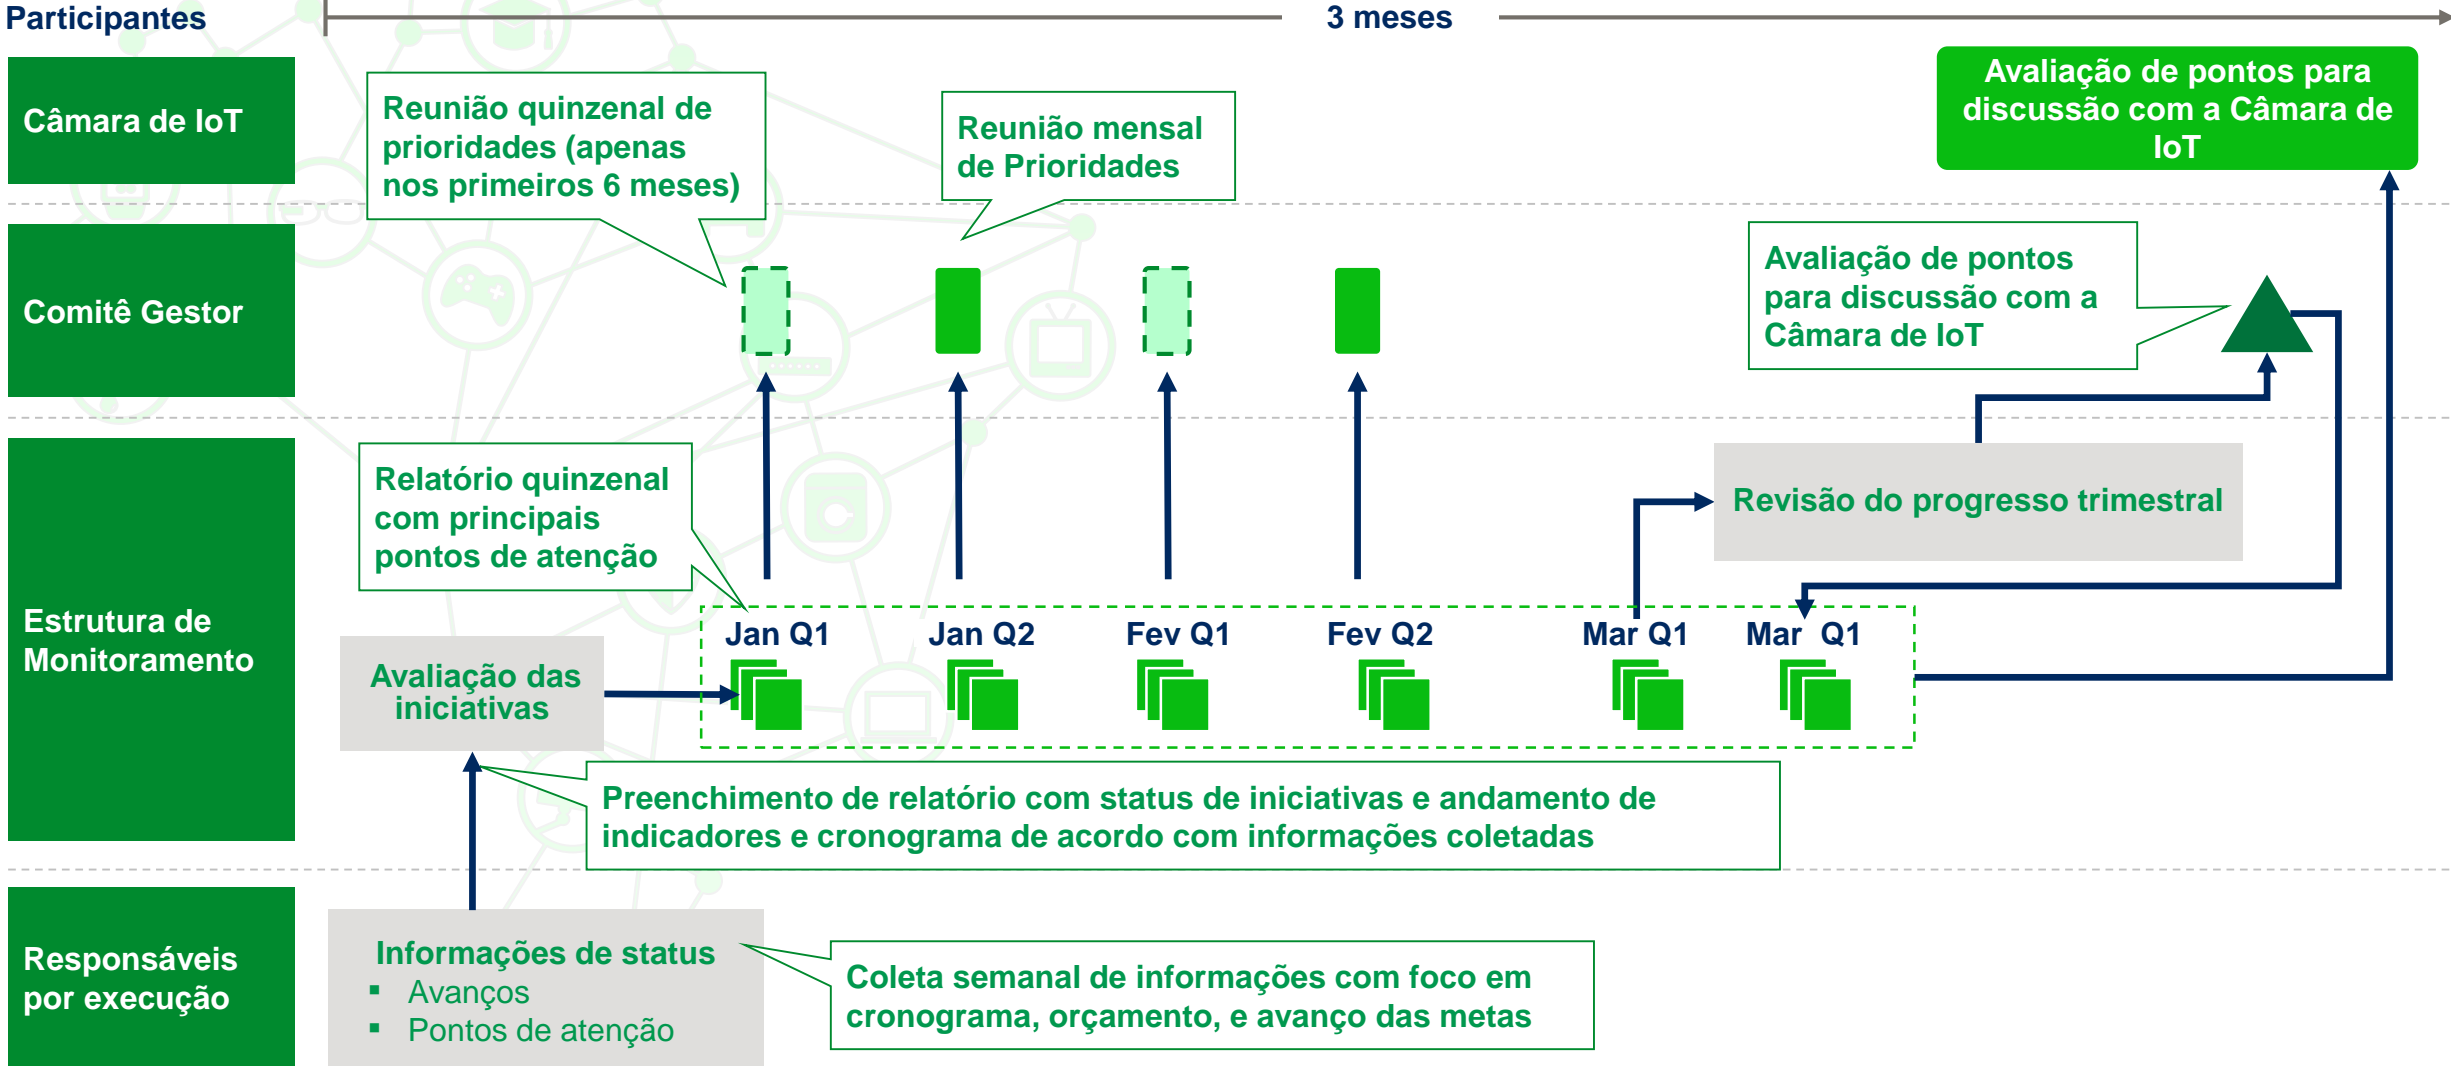 Participantes
3 meses
Câmara de IoT
Reunião quinzenal de
prioridades (apenas
nos primeiros 6 meses)
Reunião mensal
de Prioridades
Avaliação de pontos para
discussão com a Câmara de
IoT
Comitê Gestor
Avaliação de pontos
para discussão com a
Câmara de IoT
Estrutura de
Monitoramento
Relatório quinzenal
com principais
pontos de atenção
Revisão do progresso trimestral
Avaliação das
iniciativas
Jan Q1
Jan Q2
Fev Q1
Fev Q2
Mar Q1
Mar  Q1
Preenchimento de relatório com status de iniciativas e andamento de
indicadores e cronograma de acordo com informações coletadas
Responsáveis
por execução
Informações de status
▪ Avanços
▪ Pontos de atenção
Coleta semanal de informações com foco em
cronograma, orçamento, e avanço das metas